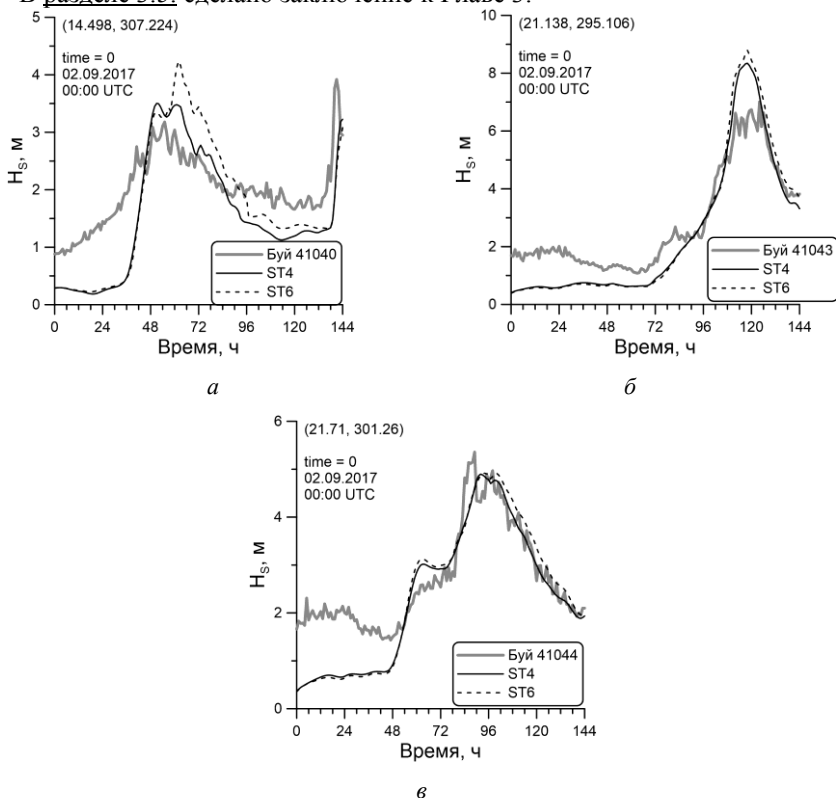 В разделе 3.3. сделано заключение к Главе 3.
5
4
3
2
1
0
Hs, м
(14.498, 307.224)
time = 0
02.09.2017
00:00 UTC
Буй 41040
ST4
ST6
0 24 48 72 96 120 144
Время, ч
а
10
8
6
4
2
0
Hs, м
(21.138, 295.106)
time = 0
02.09.2017
00:00 UTC
Буй 41043
ST4
ST6
0 24 48 72 96 120 144
Время, ч
б
6
4
2
0
Hs, м
(21.71, 301.26)
time = 0
02.09.2017
00:00 UTC
Буй 41044
ST4
ST6
0 24 48 72 96 120 144
Время, ч
в